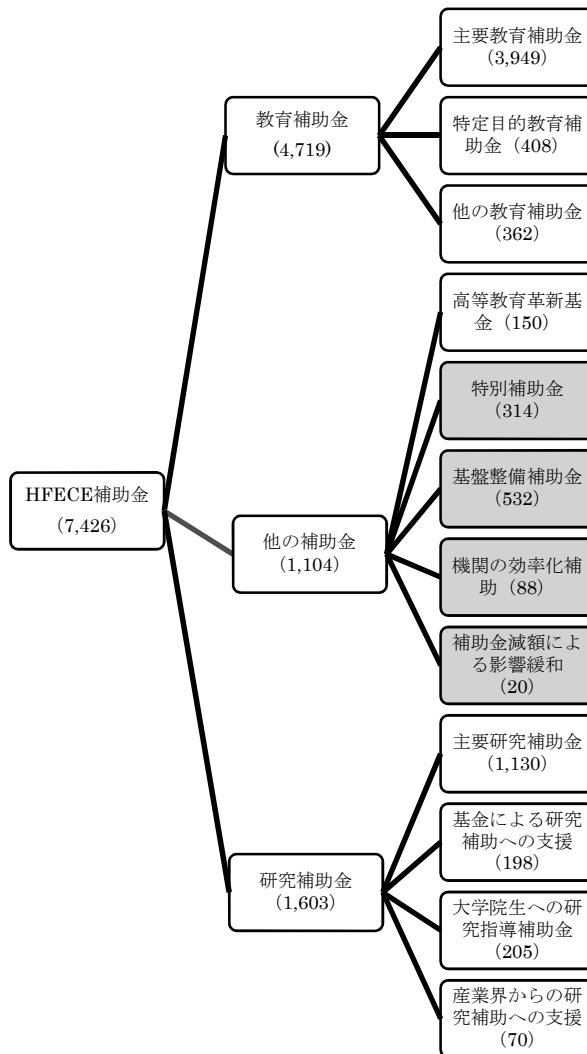 主要教育補助金
(3,949)
教育補助金
(4,719)
特定目的教育補
助金（408）
他の教育補助金
（362）
高等教育革新基
金（150）
特別補助金
（314）
HFECE補助金
（7,426）
基盤整備補助金
（532）
他の補助金
（1,104）
機関の効率化補
助（88）
補助金減額によ
る影響緩和
（20）
主要研究補助金
（1,130）
基金による研究
補助への支援
（198）
研究補助金
（1,603）
大学院生への研
究指導補助金
（205）
産業界からの研
究補助への支援
（70）